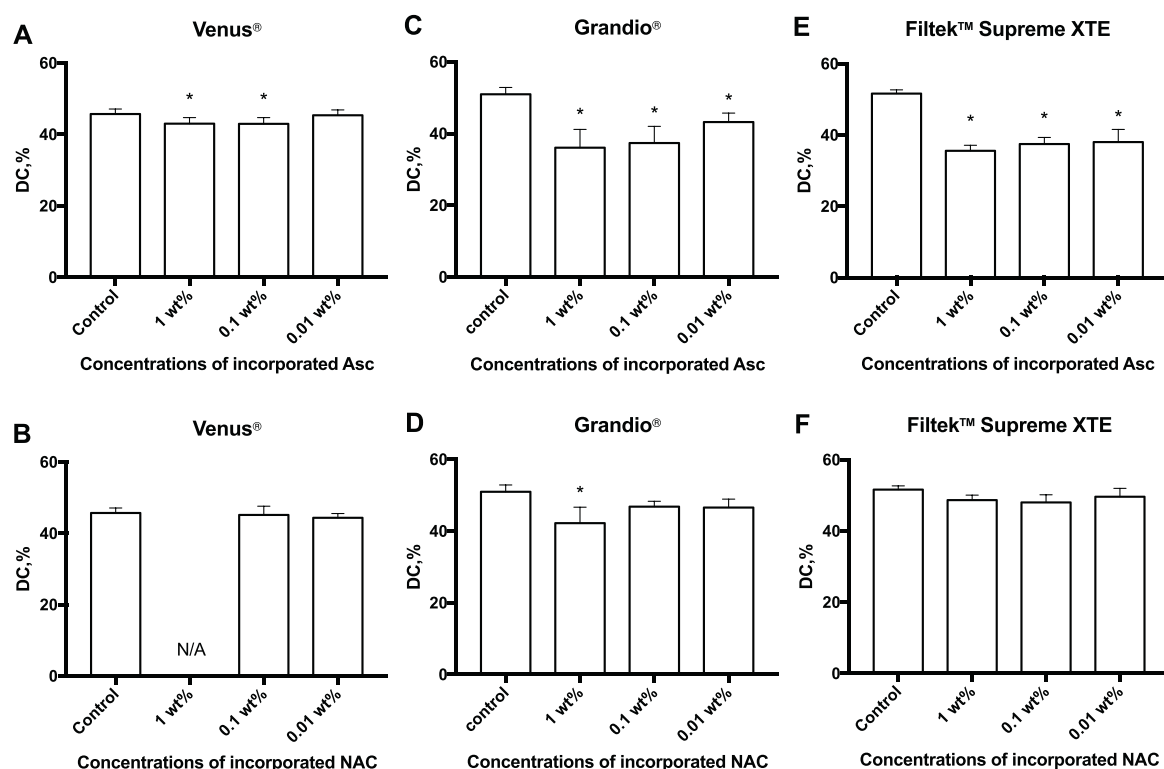 A
Venus®
60
40
20
0
DC,%
* *
Control
1 wt%
0.1 wt%
0.01 wt%
Concentrations of incorporated Asc
C
Grandio®
60
40
20
0
DC,%
* * *
Control
1 wt%
0.1 wt%
0.01 wt%
Concentrations of incorporated Asc
E
Filtek™ Supreme XTE
60
40
20
0
DC,%
* * *
Control
1 wt%
0.1 wt%
0.01 wt%
Concentrations of incorporated Asc
B
Venus®
60
40
20
0
DC,%
N/A
Control
1 wt%
0.1 wt%
0.01 wt%
Concentrations of incorporated NAC
D
Grandio®
60
40
20
0
DC,%
*
Control
1 wt%
0.1 wt%
0.01 wt%
Concentrations of incorporated NAC
F
Filtek™ Supreme XTE
60
40
20
0
DC,%
Control
1 wt%
0.1 wt%
0.01 wt%
Concentrations of incorporated NAC